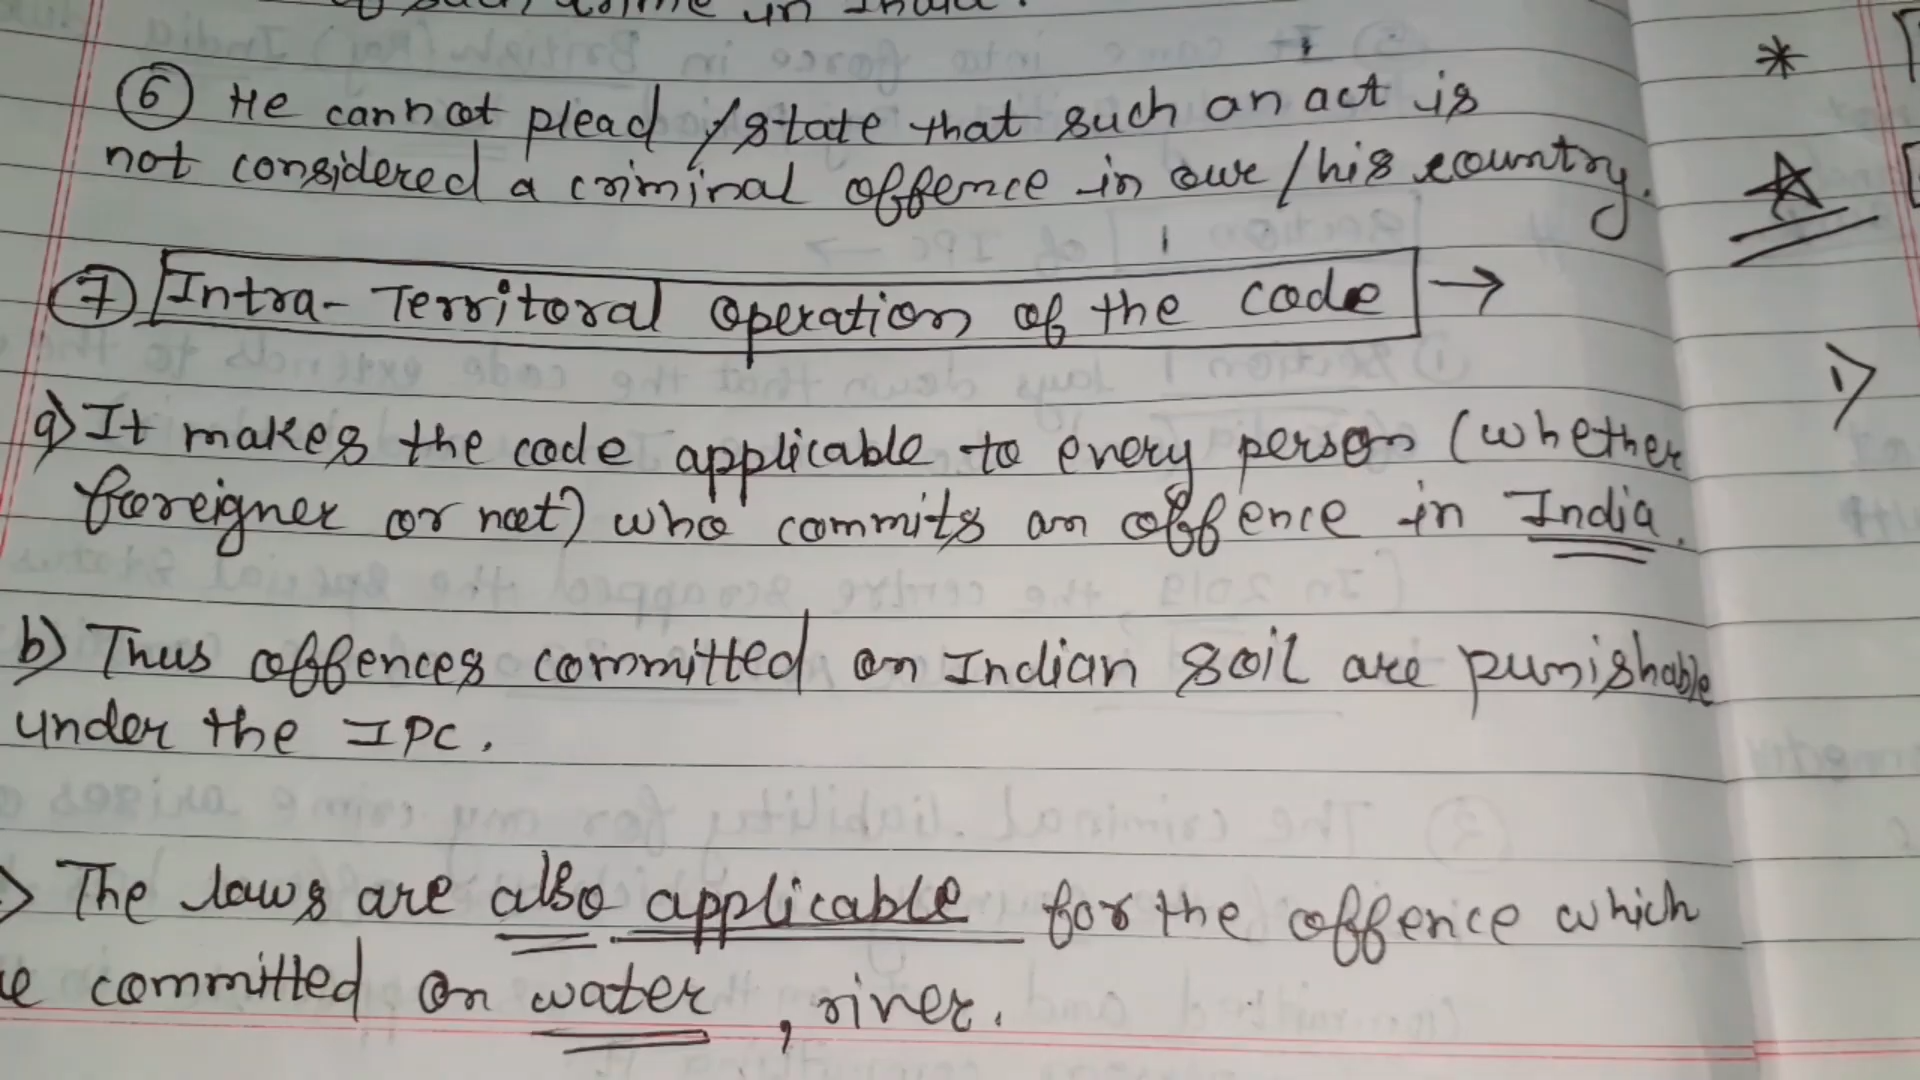 ⑥ He cannot plead / state that such an act is
not considered a criminal offence in our / his country.
⑦ Intra-Territoral operation of the code →
a) It makes the code applicable to every person (whether
foreigner or not) who commits an offence in India.
b) Thus offences committed on Indian soil are punishable
under the IPC.
> The laws are also applicable for the offence which
committed on water, river.
*
1)